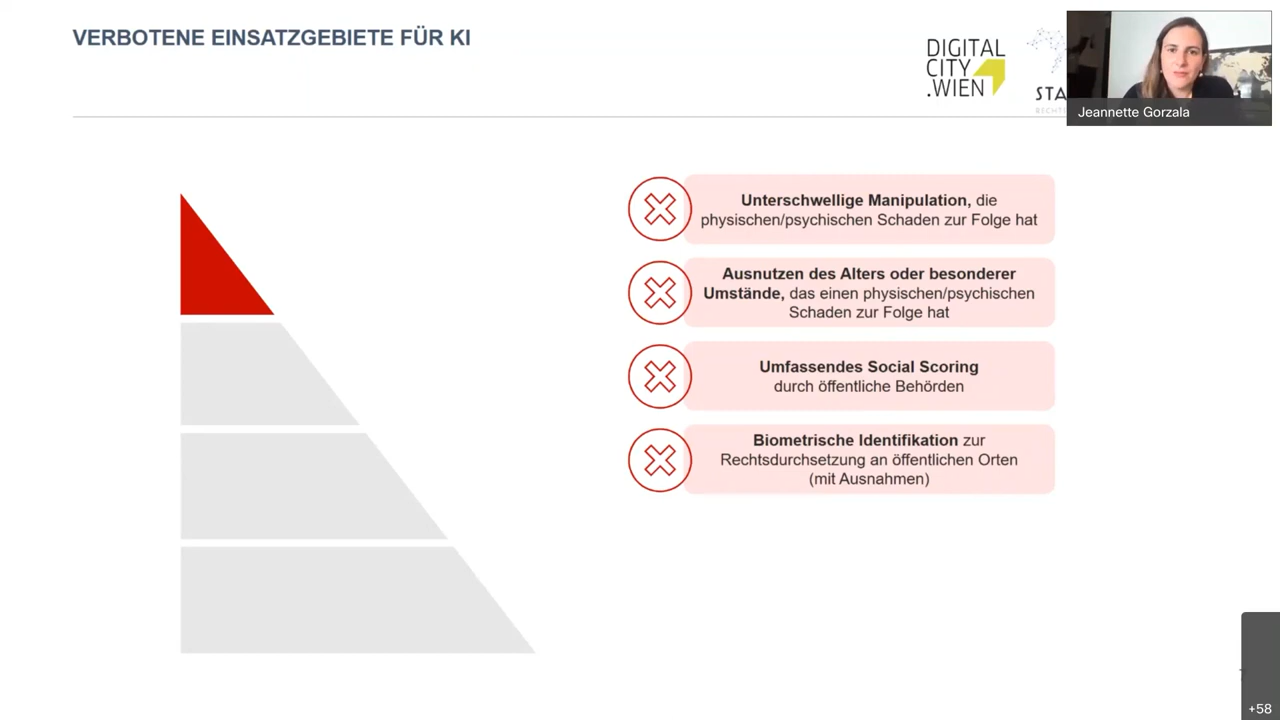 VERBOTENE EINSATZGEBIETE FÜR KI
DIGITAL
CITY
.WIEN
STA
RECHTE
Jeannette Gorzala
Unterschwellige Manipulation, die
physischen/psychischen Schaden zur Folge hat
Ausnutzen des Alters oder besonderer
Umstände, das einen physischen/psychischen
Schaden zur Folge hat
Umfassendes Social Scoring
durch öffentliche Behörden
Biometrische Identifikation zur
Rechtsdurchsetzung an öffentlichen Orten
(mit Ausnahmen)
+58